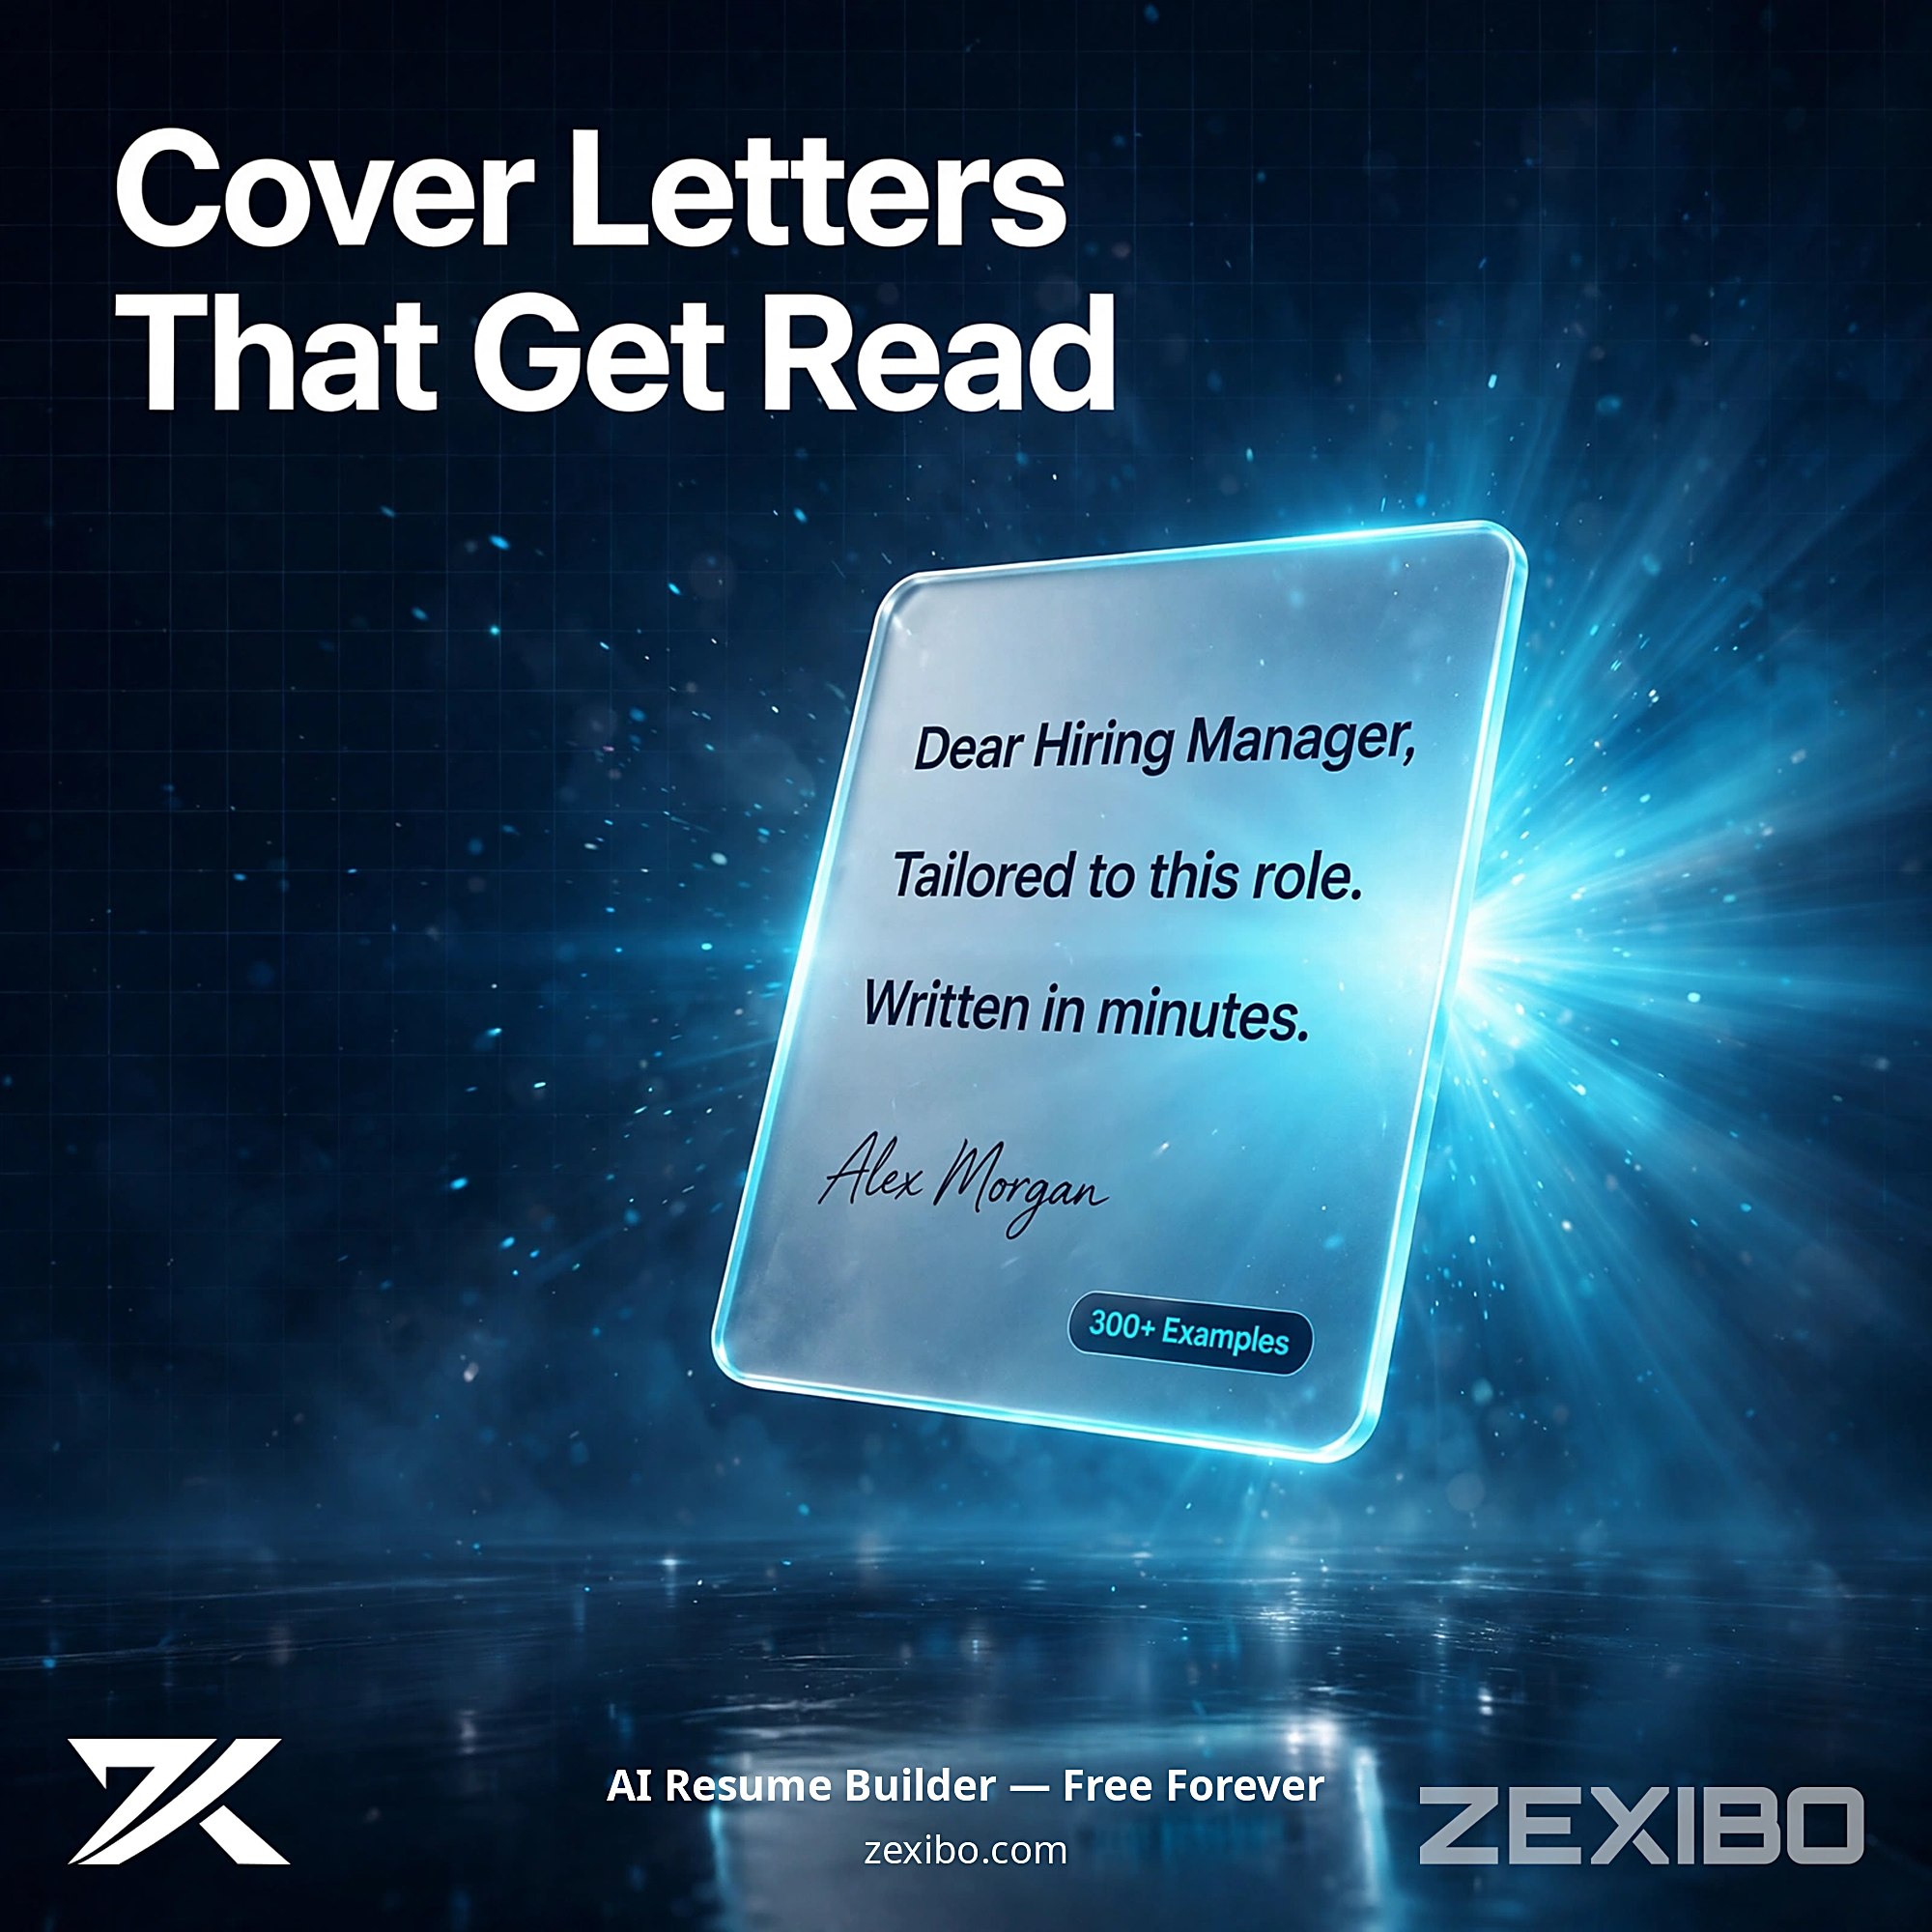 Cover Letters
That Get Read
Dear Hiring Manager,
Tailored to this role.
Written in minutes.
Alex Morgan
300+ Examples
AI Resume Builder — Free Forever
zexibo.com
ZEXIBO